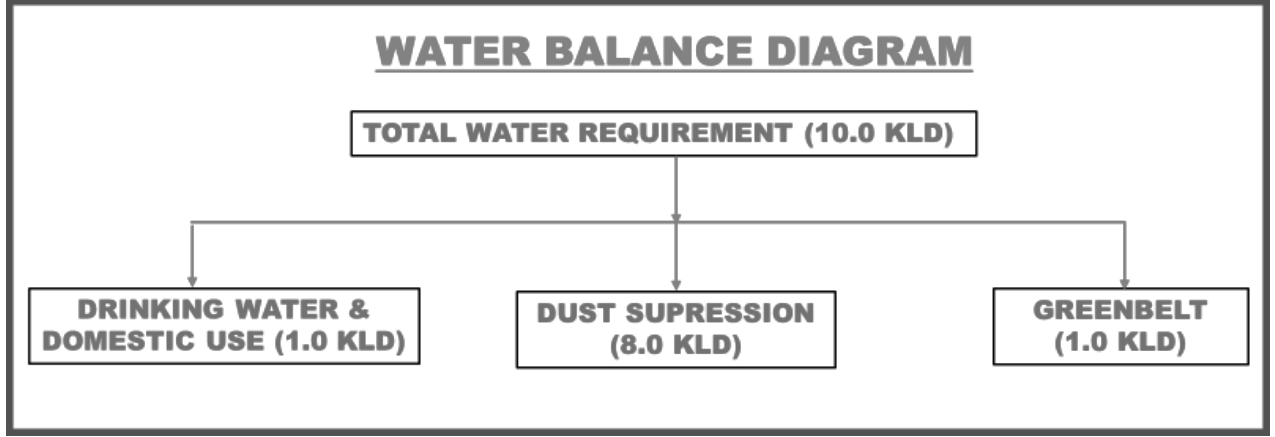 WATER BALANCE DIAGRAM
TOTAL WATER REQUIREMENT (10.0 KLD)
DRINKING WATER &
DOMESTIC USE (1.0 KLD)
DUST SUPRESSION
(8.0 KLD)
GREENBELT
(1.0 KLD)